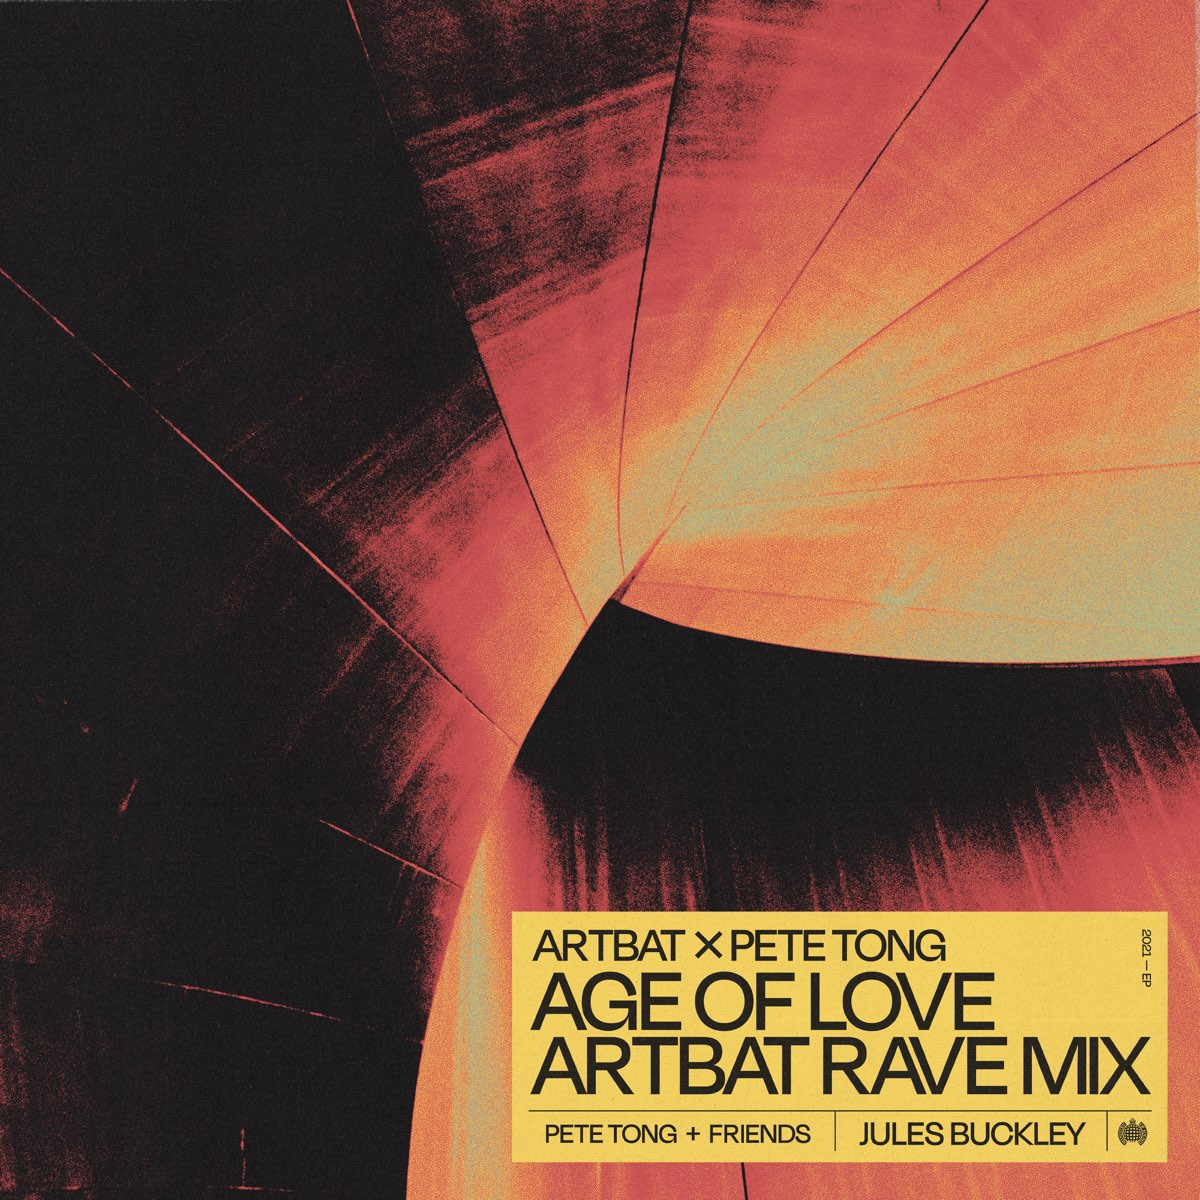 ARTBAT × PETE TONG
2021 — EP
AGE OF LOVE
ARTBAT RAVE MIX
PETE TONG + FRIENDS
JULES BUCKLEY